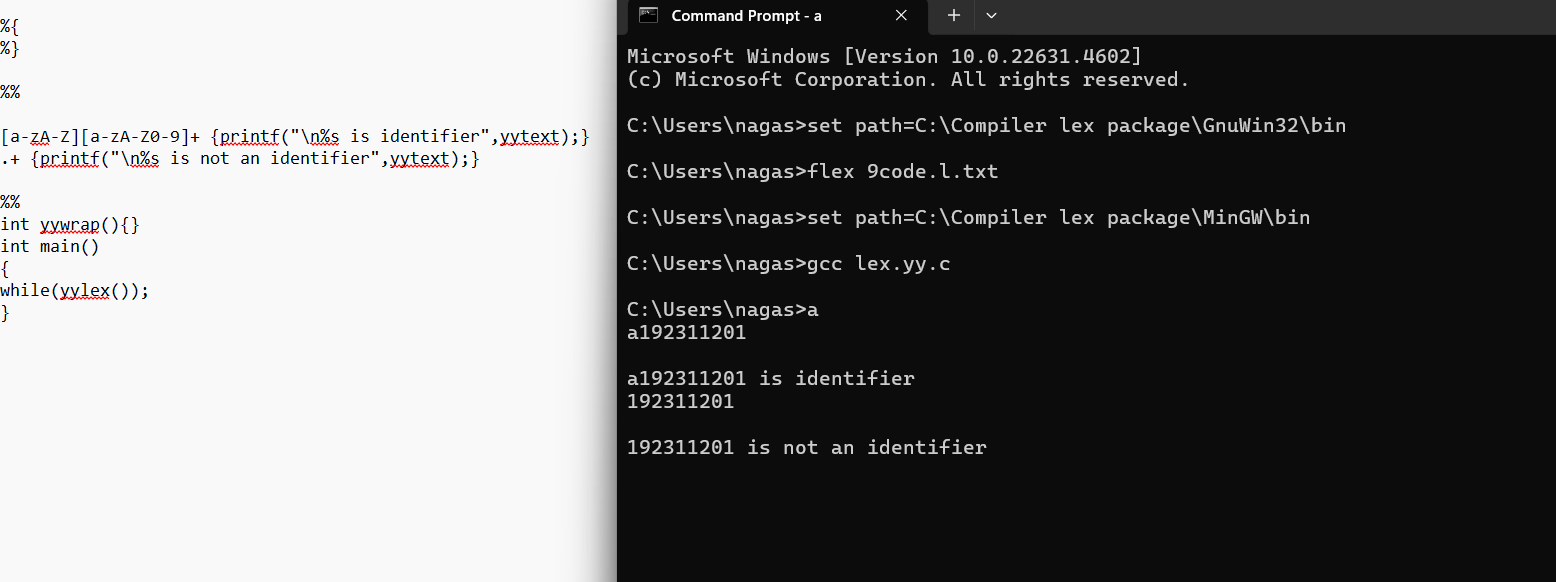 %{
%}
%%
[a-zA-Z][a-zA-Z0-9]+ {printf("\n%s is identifier",yytext);}
.+ {printf("\n%s is not an identifier",yytext);}
%%
int yywrap(){}
int main()
{
while(yylex());
}
Command Prompt - a
Microsoft Windows [Version 10.0.22631.4602]
(c) Microsoft Corporation. All rights reserved.
C:\Users\nagas>set path=C:\Compiler lex package\GnuWin32\bin
C:\Users\nagas>flex 9code.l.txt
C:\Users\nagas>set path=C:\Compiler lex package\MinGW\bin
C:\Users\nagas>gcc lex.yy.c
C:\Users\nagas>a
a192311201
a192311201 is identifier
192311201
192311201 is not an identifier